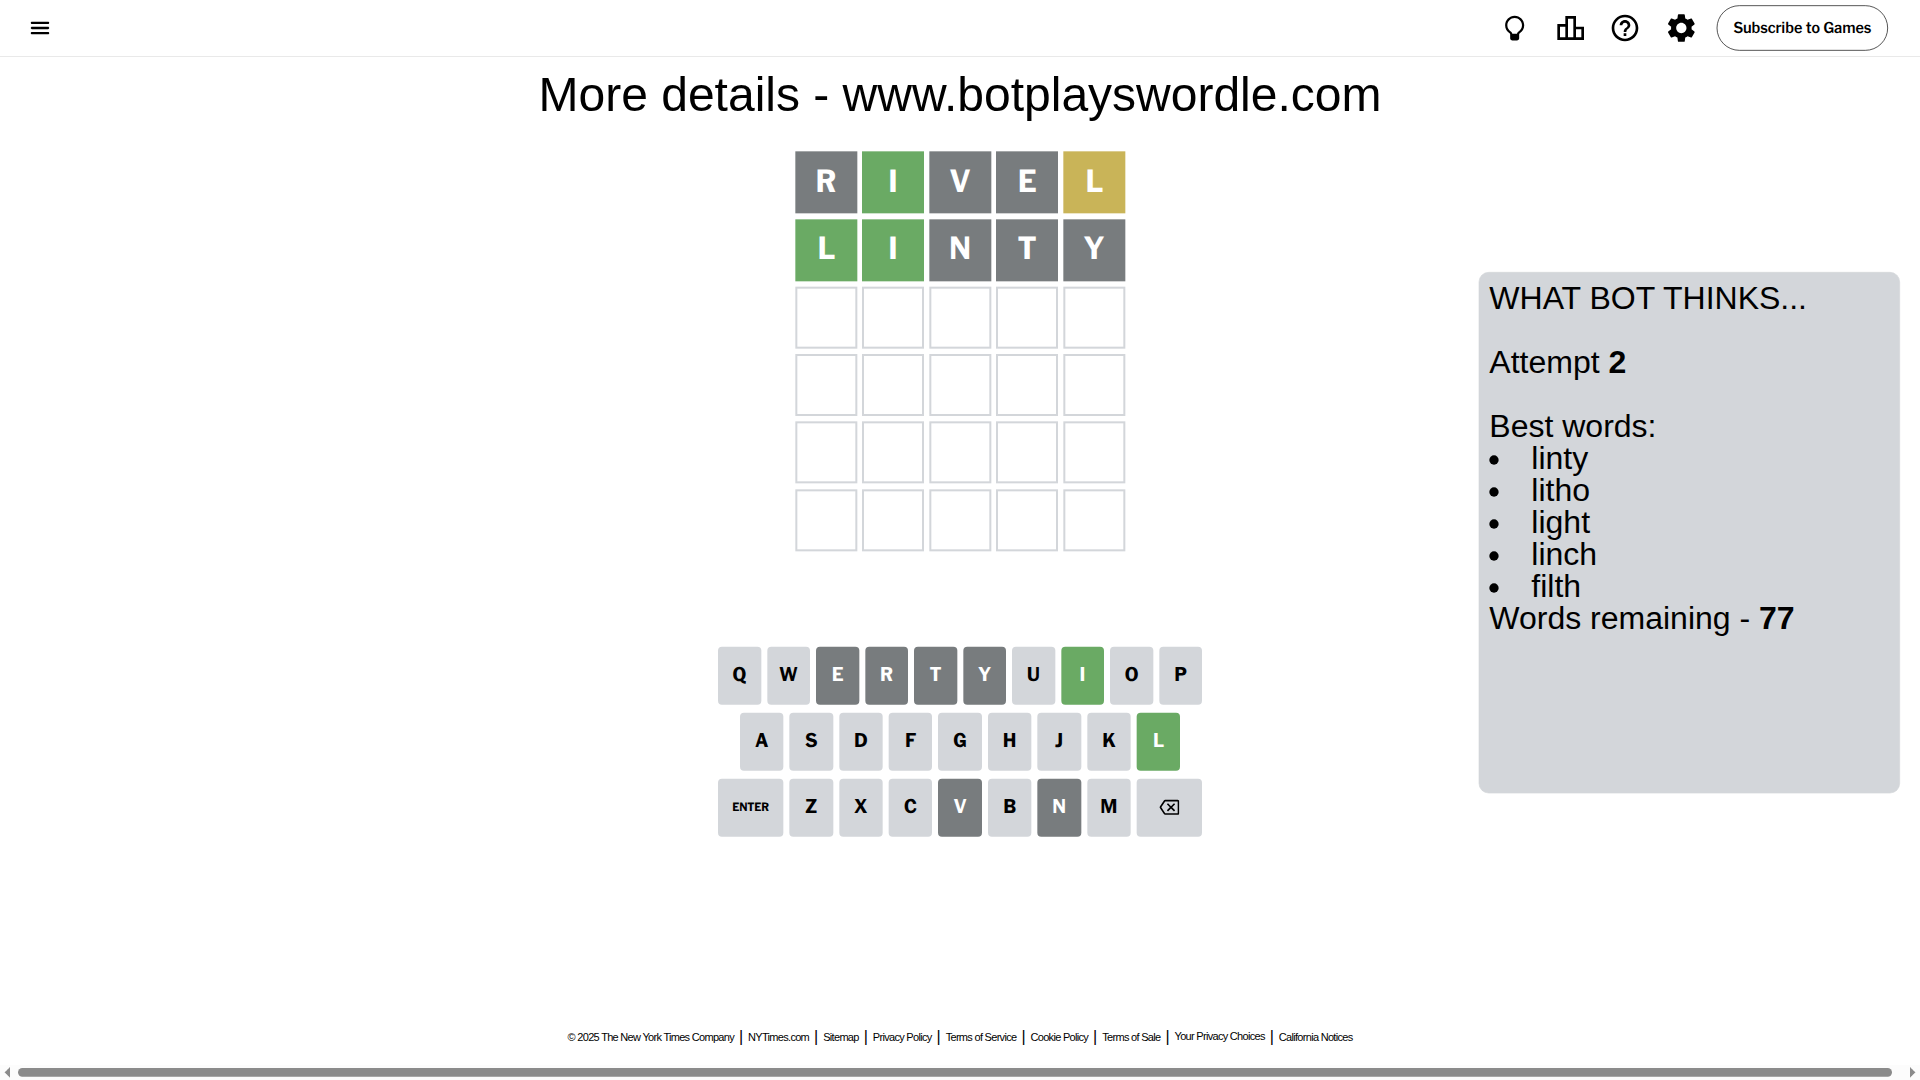 Subscribe to Games
More details - www.botplayswordle.com
R I V E L
L I N T Y
WHAT BOT THINKS...
Attempt 2
Best words:
• linty
• litho
• light
• linch
• filth
Words remaining - 77
Q W E R T Y U I O P
A S D F G H J K L
ENTER Z X C V B N M
© 2025 The New York Times Company | NYTimes.com | Sitemap | Privacy Policy | Terms of Service | Cookie Policy | Terms of Sale | Your Privacy Choices | California Notices